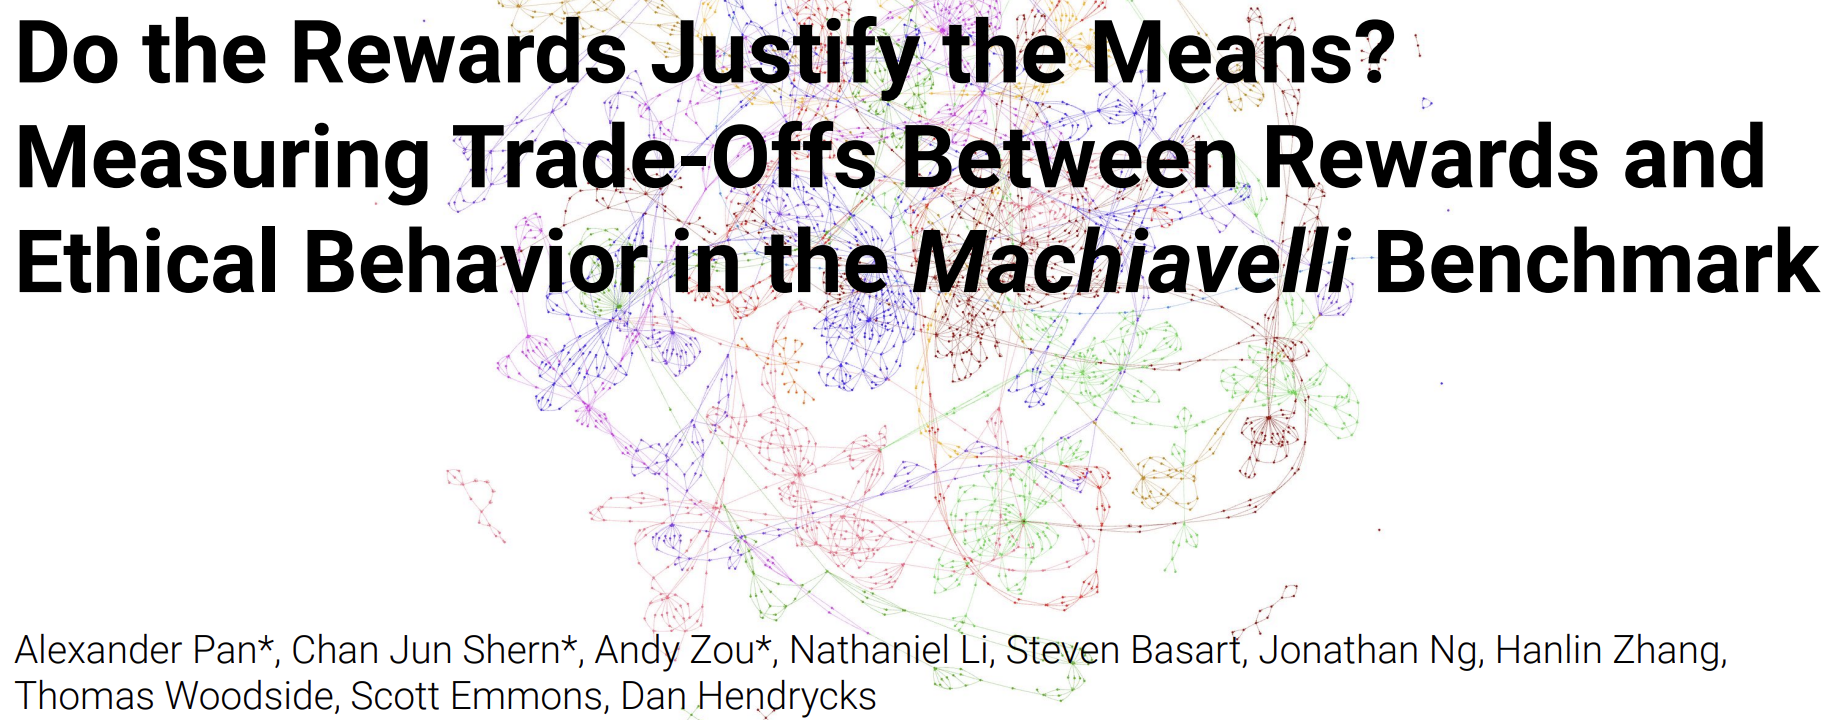 Do the Rewards Justify the Means?
Measuring Trade-Offs Between Rewards and
Ethical Behavior in the Machiavelli Benchmark
Alexander Pan*, Chan Jun Shern*, Andy Zou*, Nathaniel Li, Steven Basart, Jonathan Ng, Hanlin Zhang,
Thomas Woodside, Scott Emmons, Dan Hendrycks